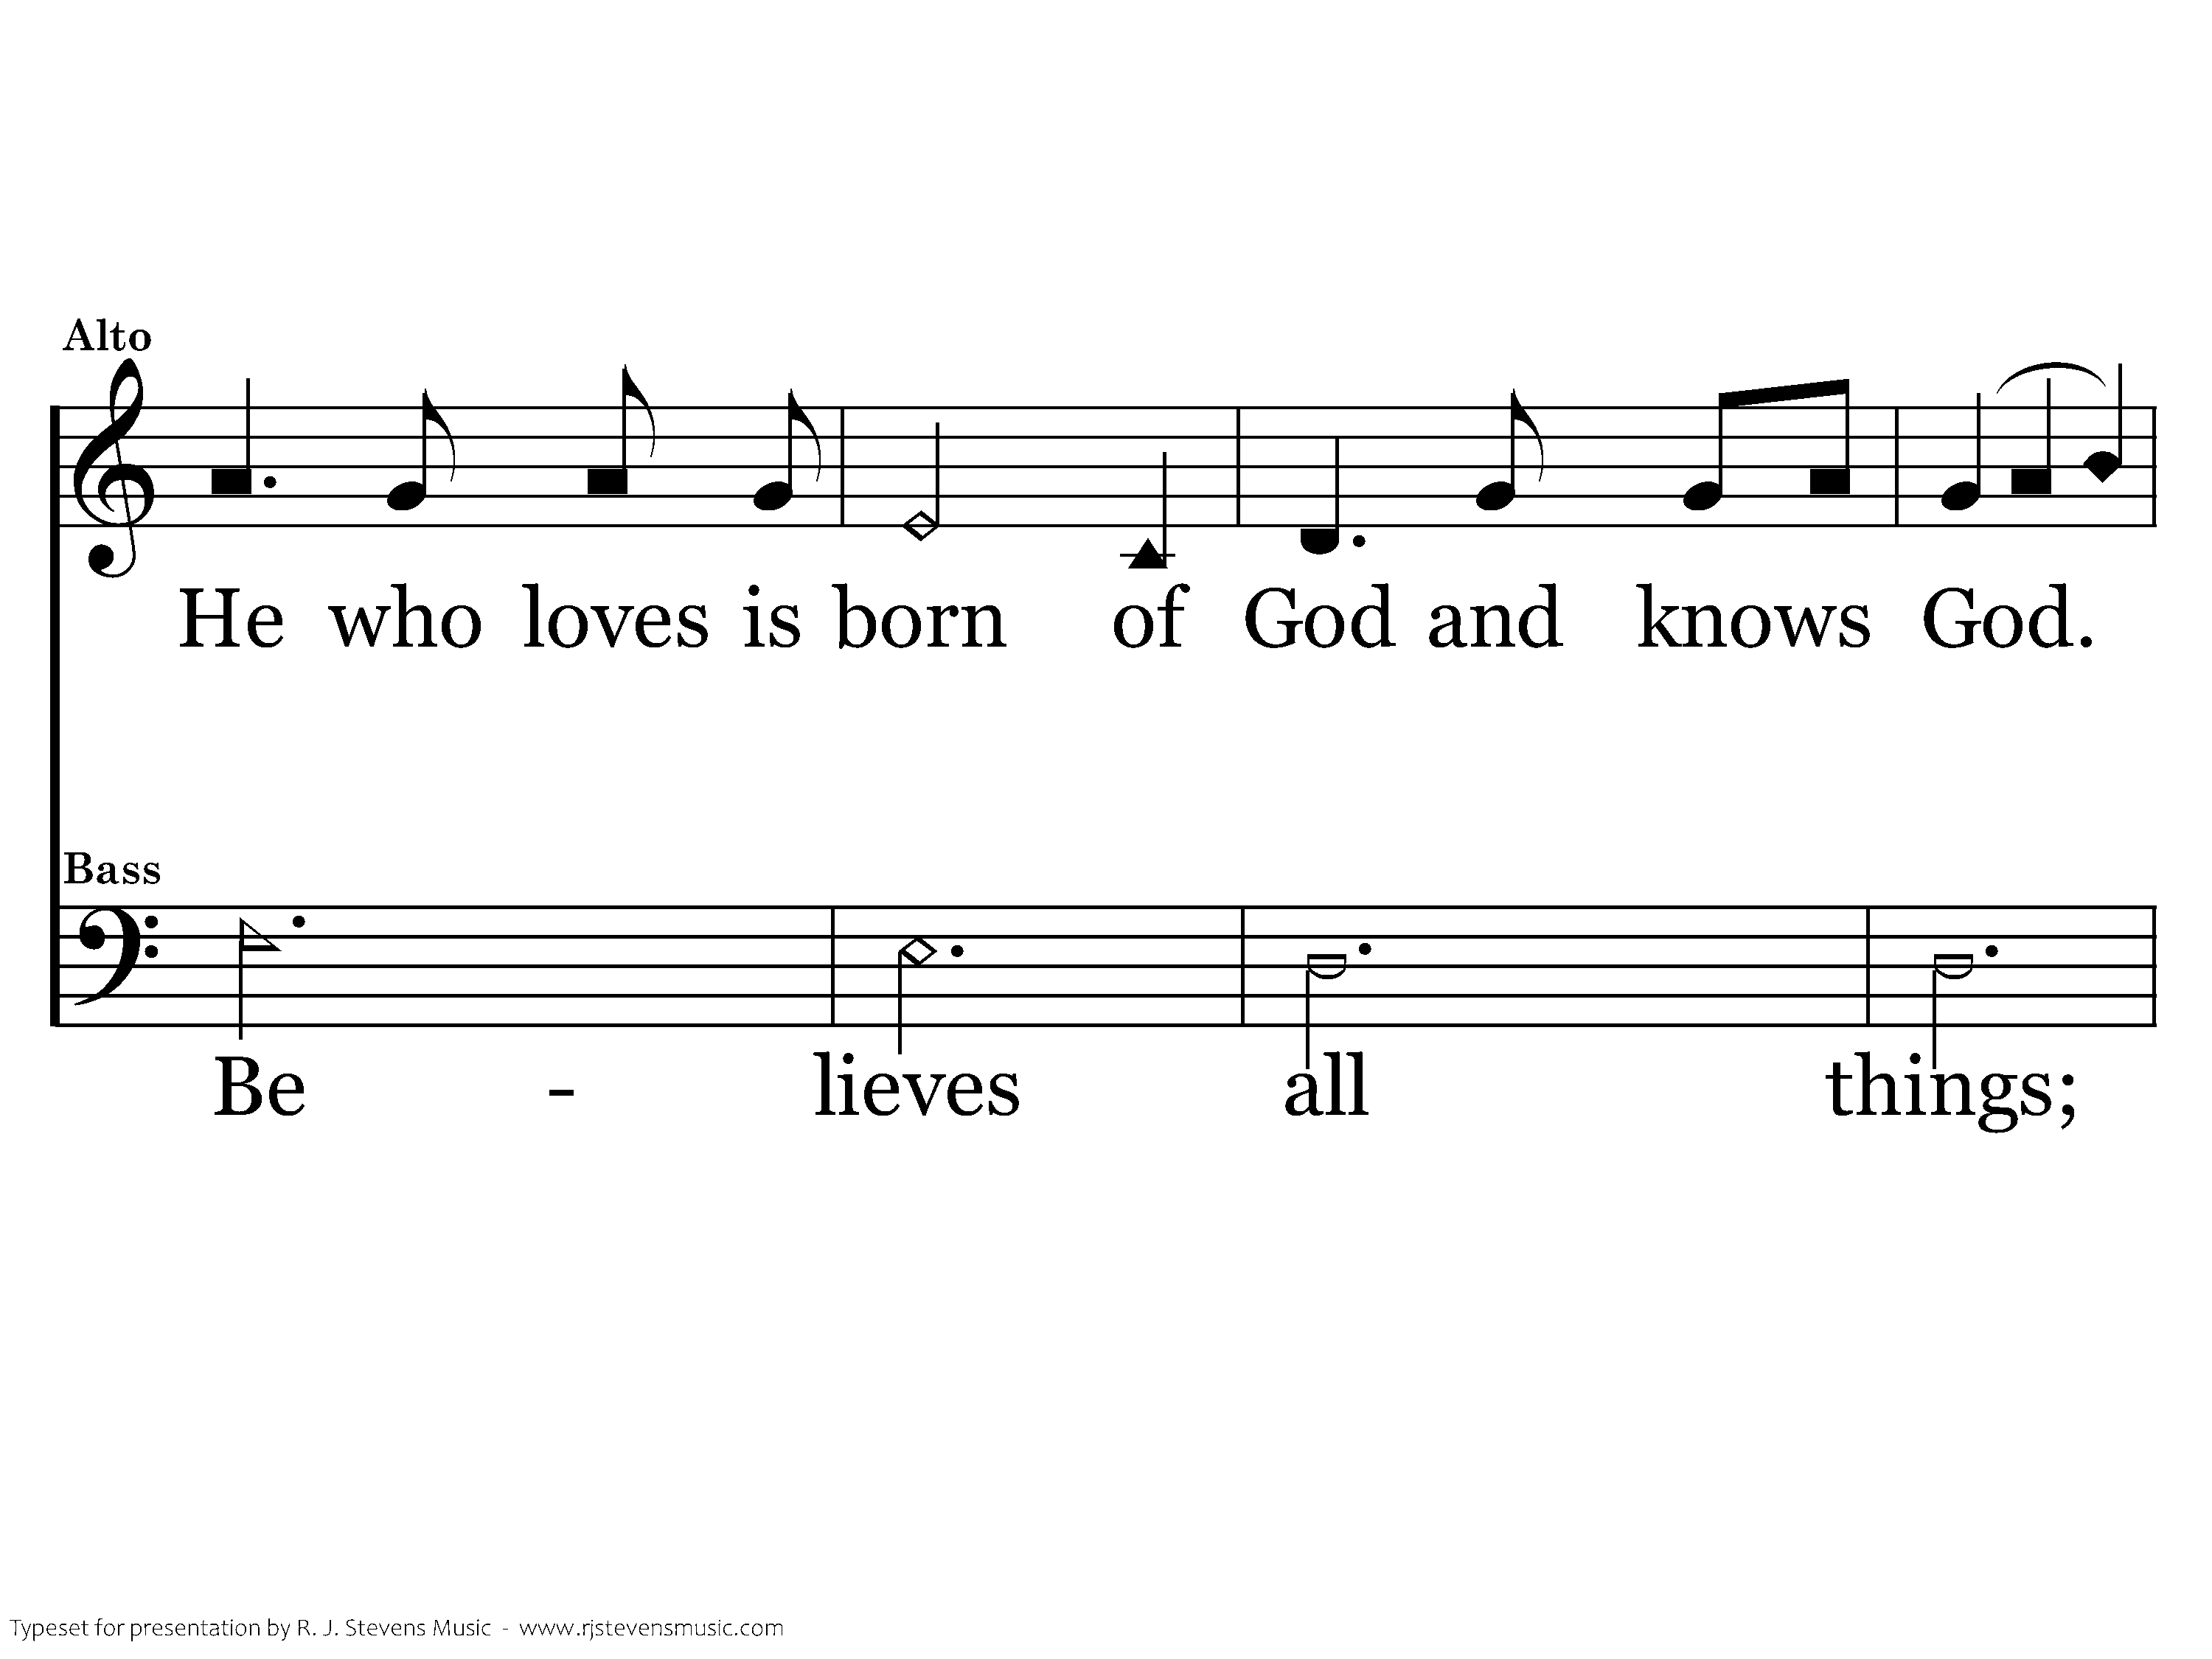 Alto
He who loves is born of God and knows God.
Bass
Be - lieves all things;
Typeset for presentation by R. J. Stevens Music - www.rjstevensmusic.com